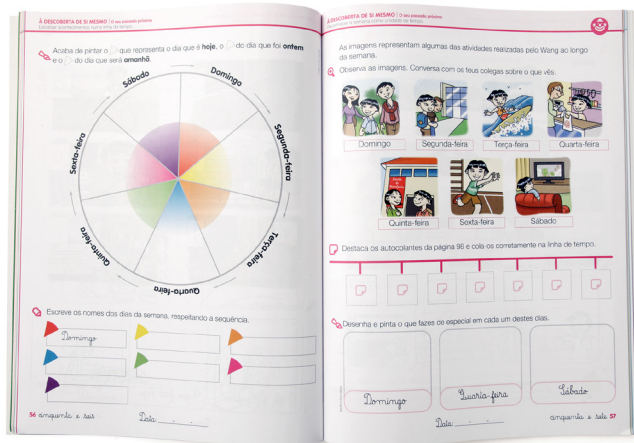 À DESCOBERTA DE SI MESMO | O seu passado próximo
Acaba de pintar o que representa o dia que é hoje, o do dia que foi ontem
e o do dia que será amanhã.
Sábado
Domingo
Segunda-feira
Terça-feira
Quarta-feira
Quinta-feira
Sexta-feira
Escreve os nomes dos dias da semana, respeitando a sequência.
Domingo
56 cinquenta e seis
Data:
À DESCOBERTA DE SI MESMO | O seu passado próximo
As imagens representam algumas das atividades realizadas pelo Wang ao longo
da semana.
Observa as imagens. Conversa com os teus colegas sobre o que vês.
Domingo
Segunda-feira
Terça-feira
Quarta-feira
Quinta-feira
Sexta-feira
Sábado
Destaca os autocolantes da página 98 e cola-os corretamente na linha de tempo.
Desenha e pinta o que fazes de especial em cada um destes dias.
Domingo
Quarta-feira
Sábado
Data:
cinquenta e sete 57